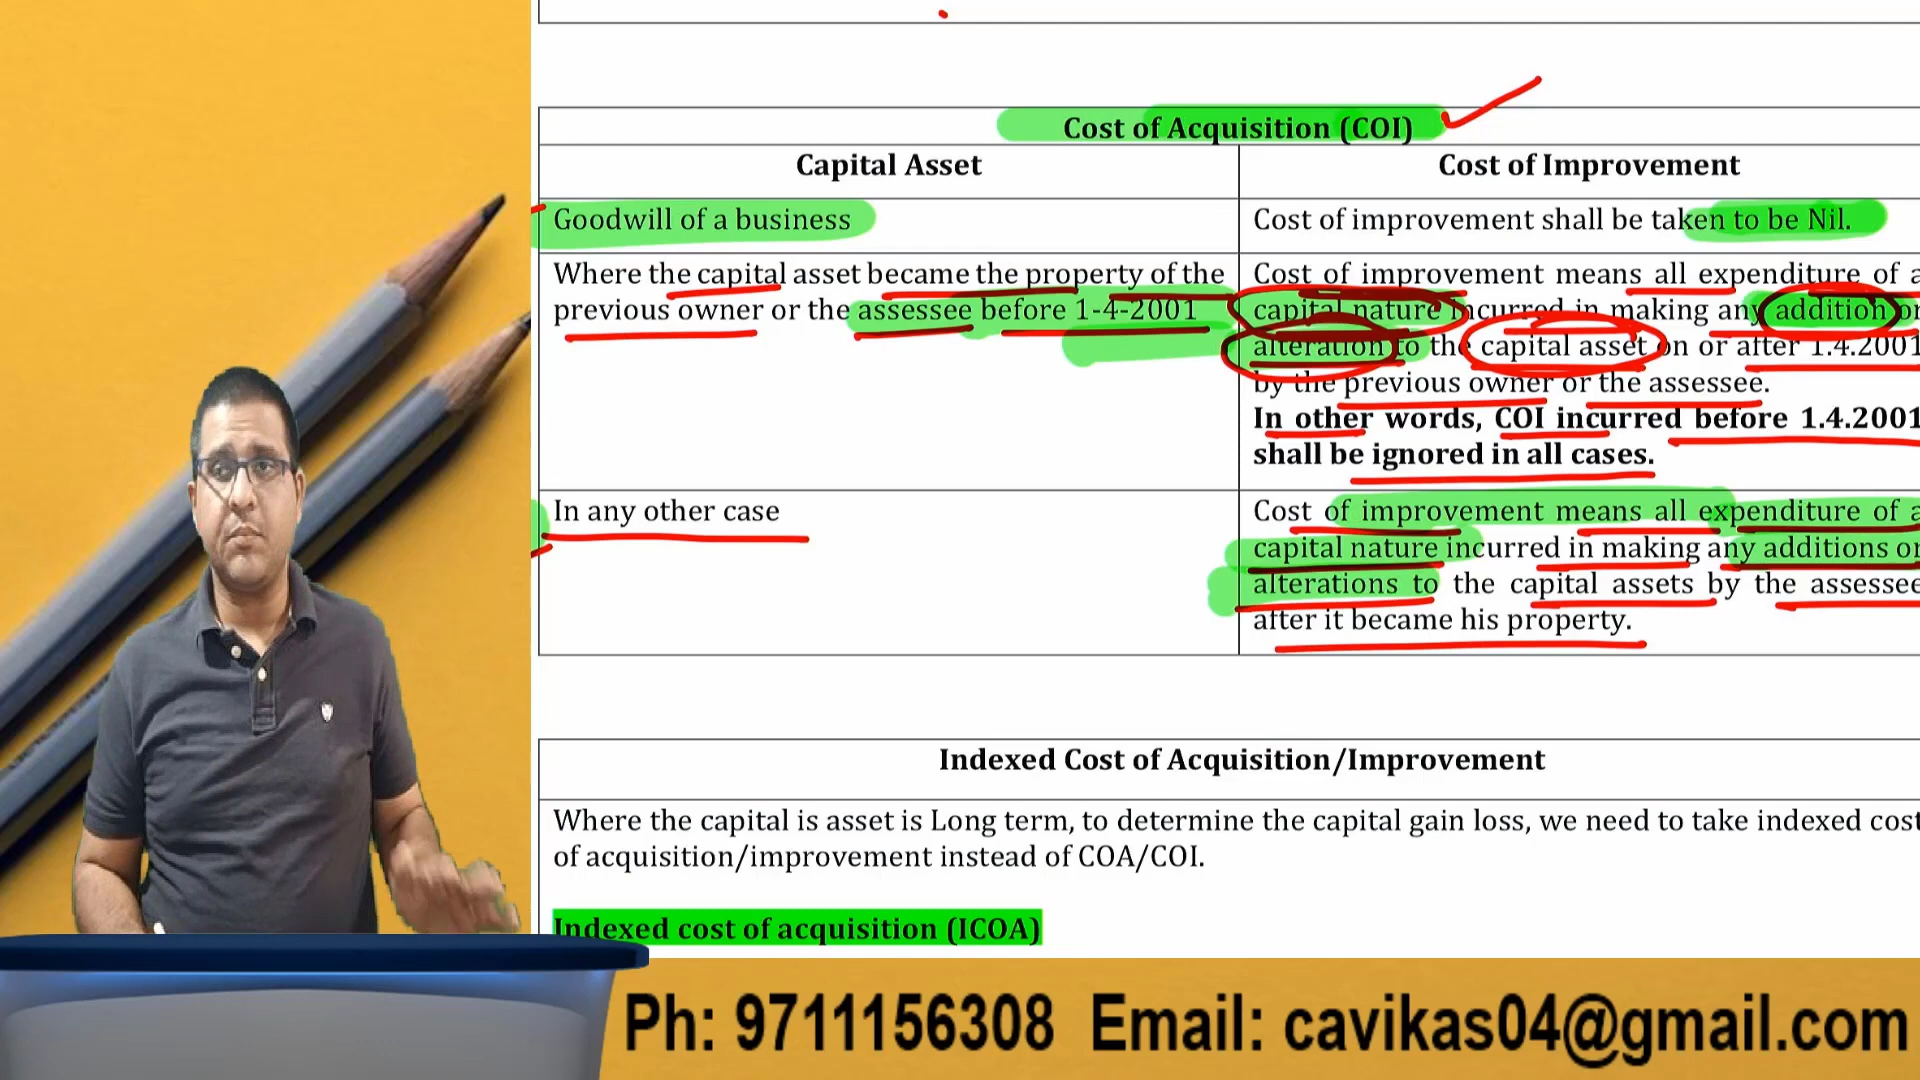 Cost of Acquisition (COI)
Capital Asset
Cost of Improvement
Goodwill of a business
Cost of improvement shall be taken to be Nil.
Where the capital asset became the property of the
previous owner or the assessee before 1-4-2001
Cost of improvement means all expenditure of a
capital nature incurred in making any addition or
alteration to the capital asset on or after 1.4.2001
by the previous owner or the assessee.
In other words, COI incurred before 1.4.2001
shall be ignored in all cases.
In any other case
Cost of improvement means all expenditure of a
capital nature incurred in making any additions or
alterations to the capital assets by the assessee
after it became his property.
Indexed Cost of Acquisition/Improvement
Where the capital is asset is Long term, to determine the capital gain loss, we need to take indexed cost
of acquisition/improvement instead of COA/COI.
Indexed cost of acquisition (ICOA)
Ph: 9711156308 Email: cavikas04@gmail.com